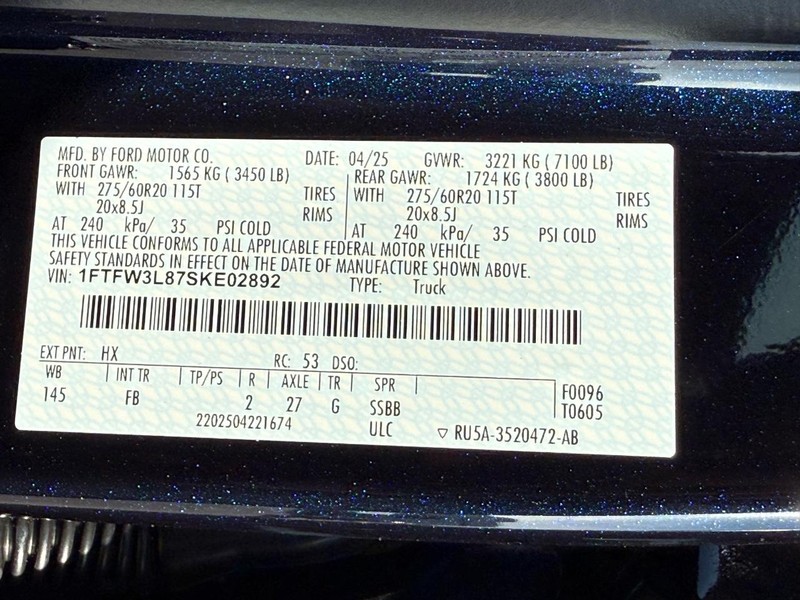 MFD. BY FORD MOTOR CO. DATE: 04/25 GVWR: 3221 KG ( 7100 LB)
FRONT GAWR: 1565 KG ( 3450 LB) REAR GAWR: 1724 KG ( 3800 LB)
WITH 275/60R20 115T TIRES WITH 275/60R20 115T TIRES
20x8.5J RIMS 20x8.5J RIMS
AT 240 kPa/ 35 PSI COLD AT 240 kPa/ 35 PSI COLD
THIS VEHICLE CONFORMS TO ALL APPLICABLE FEDERAL MOTOR VEHICLE
SAFETY STANDARDS IN EFFECT ON THE DATE OF MANUFACTURE SHOWN ABOVE.
VIN: 1FTFW3L87SKE02892 TYPE: Truck
EXT PNT: HX RC: 53 DSO:
WB INT TR TP/PS R AXLE TR SPR F0096
145 FB 2 27 G SSBB T0605
2202504221674 ULC ▽ RU5A-3520472-AB